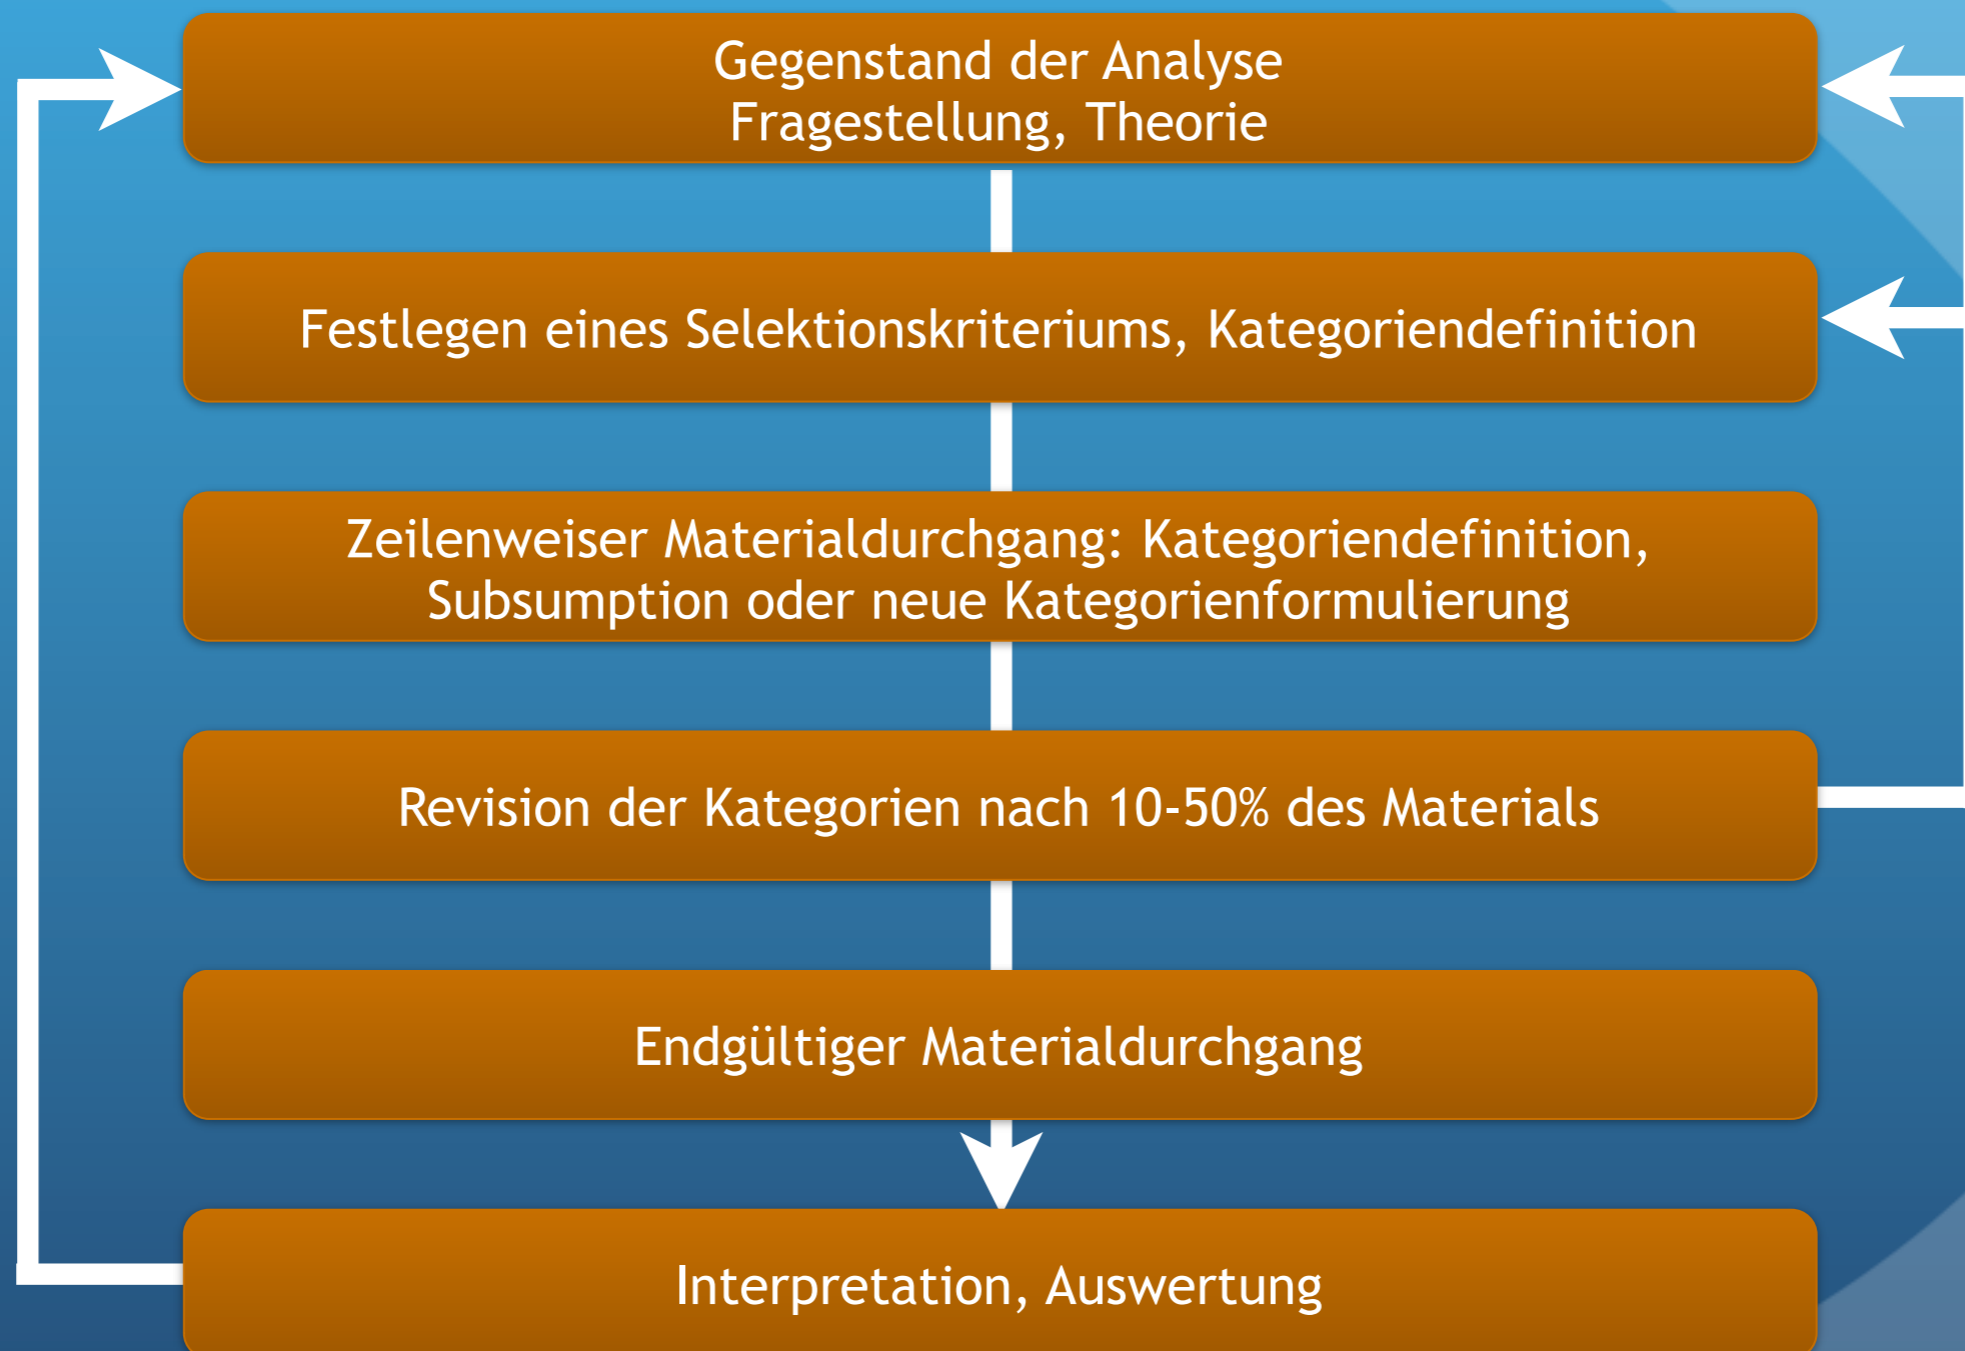 Gegenstand der Analyse
Fragestellung, Theorie
Festlegen eines Selektionskriteriums, Kategoriendefinition
Zeilenweiser Materialdurchgang: Kategoriendefinition,
Subsumption oder neue Kategorienformulierung
Revision der Kategorien nach 10-50% des Materials
Endgültiger Materialdurchgang
Interpretation, Auswertung